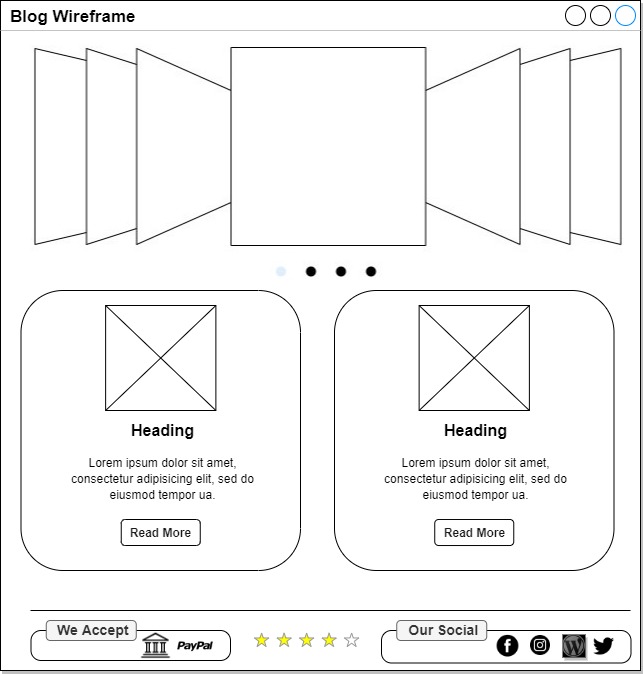 Blog Wireframe
Heading
Lorem ipsum dolor sit amet,
consectetur adipisicing elit, sed do
eiusmod tempor ua.
Read More
Heading
Lorem ipsum dolor sit amet,
consectetur adipisicing elit, sed do
eiusmod tempor ua.
Read More
We Accept
PayPal
Our Social